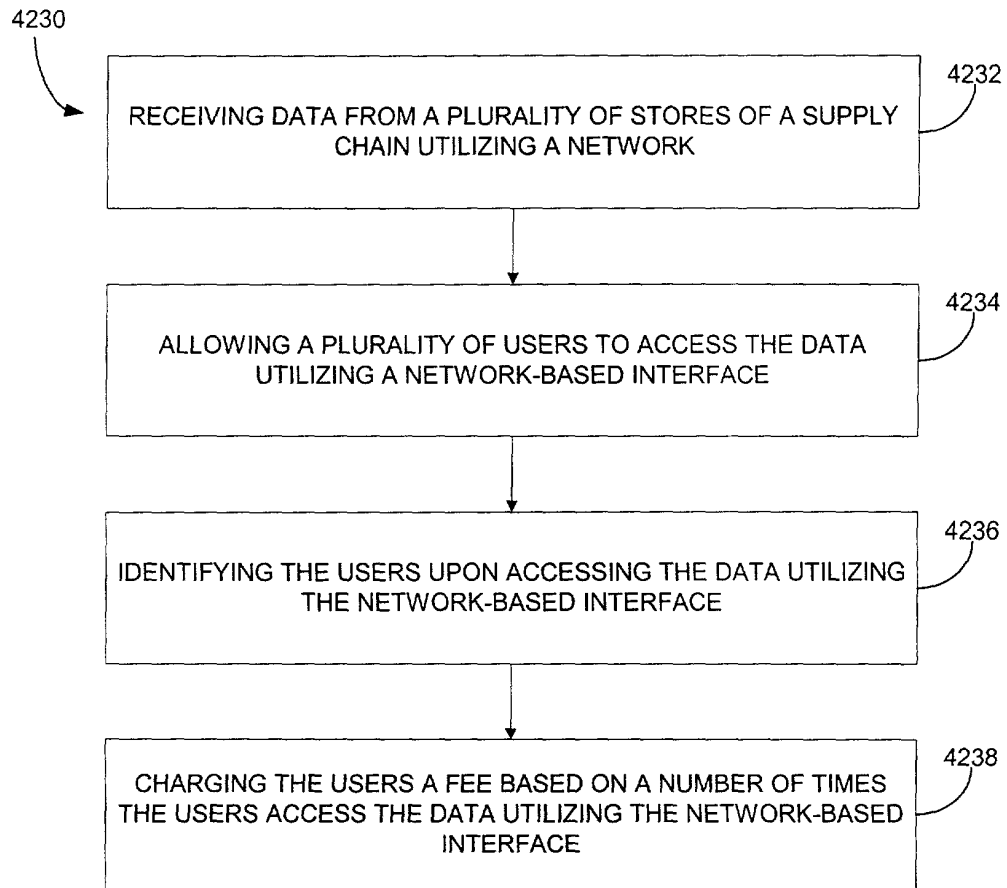 4230
4232
RECEIVING DATA FROM A PLURALITY OF STORES OF A SUPPLY
CHAIN UTILIZING A NETWORK
4234
ALLOWING A PLURALITY OF USERS TO ACCESS THE DATA
UTILIZING A NETWORK-BASED INTERFACE
4236
IDENTIFYING THE USERS UPON ACCESSING THE DATA UTILIZING
THE NETWORK-BASED INTERFACE
4238
CHARGING THE USERS A FEE BASED ON A NUMBER OF TIMES
THE USERS ACCESS THE DATA UTILIZING THE NETWORK-BASED
INTERFACE